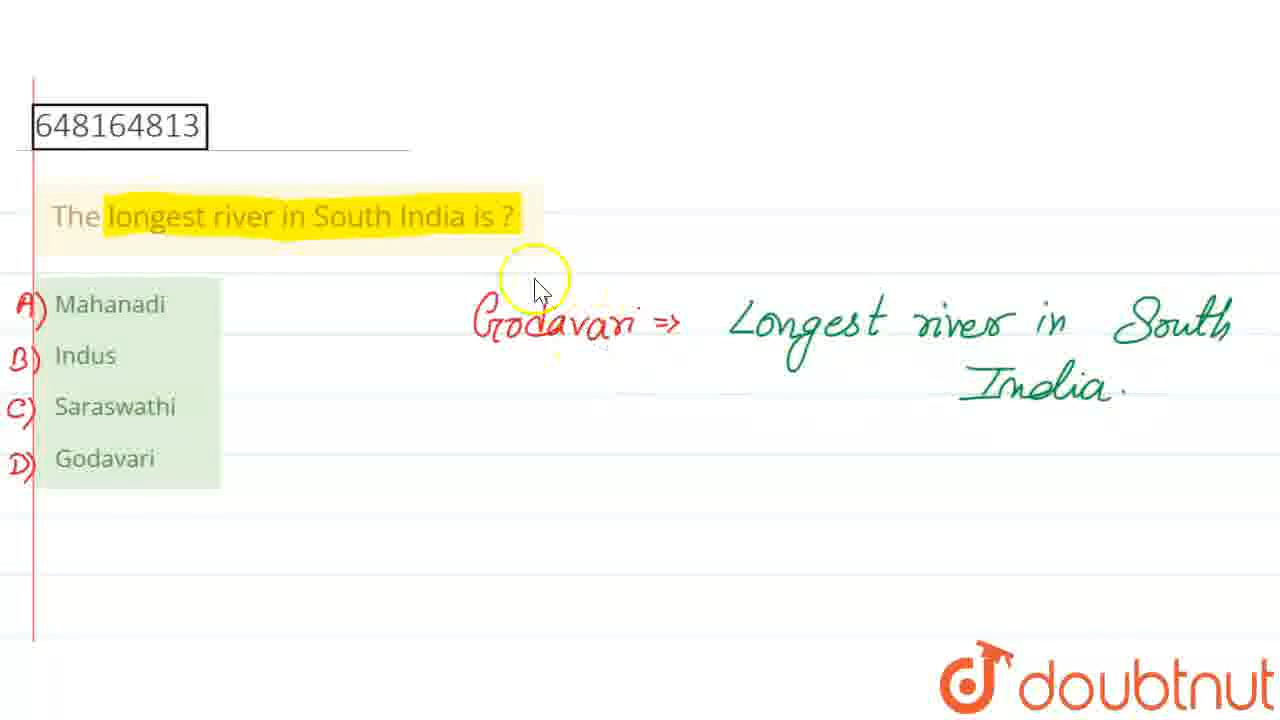 648164813
The longest river in South India is ?
A) Mahanadi
B) Indus
C) Saraswathi
D) Godavari
Godavari ⇒ Longest river in South
India.
doubtnut